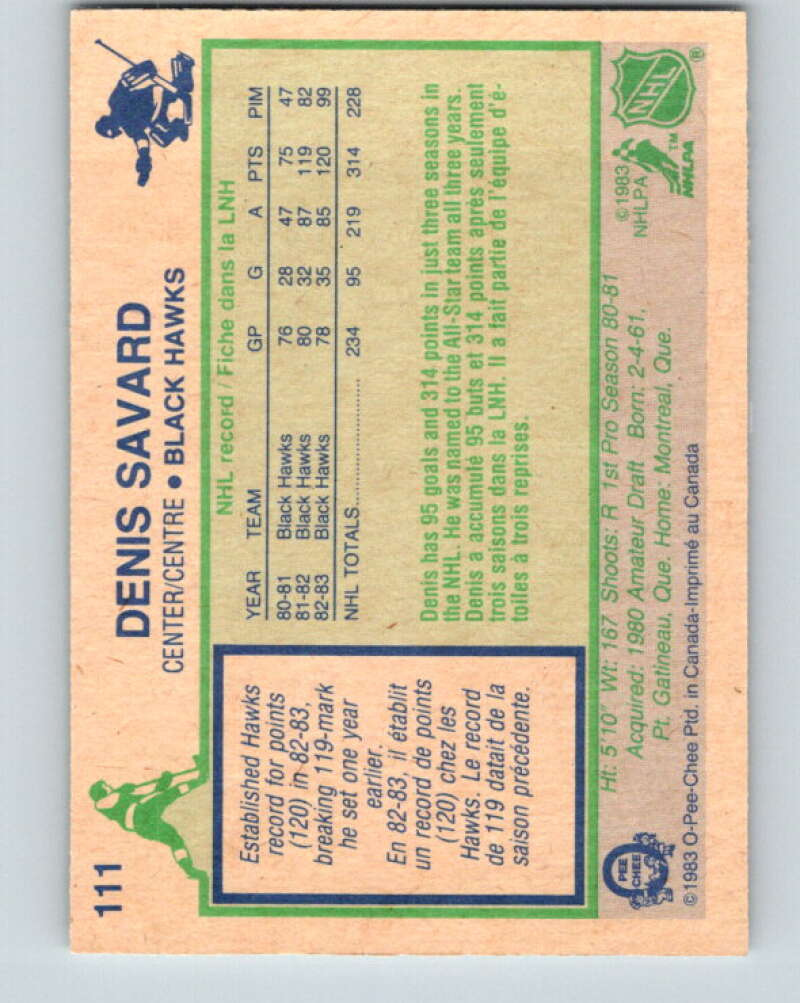 111
DENIS SAVARD
CENTER/CENTRE • BLACK HAWKS
Established Hawks
record for points
(120) in 82-83,
breaking 119-mark
he set one year
earlier.
En 82-83, il établit
un record de points
(120) chez les
Hawks. Le record
de 119 datait de la
saison précédente.
NHL record / Fiche dans la LNH
YEAR TEAM GP G A PTS PIM
80-81 Black Hawks 76 28 47 75 47
81-82 Black Hawks 80 32 87 119 82
82-83 Black Hawks 78 35 85 120 99
NHL TOTALS.................... 234 95 219 314 228
Denis has 95 goals and 314 points in just three seasons in
the NHL. He was named to the All-Star team all three years.
Denis a accumulé 95 buts et 314 points après seulement
trois saisons dans la LNH. Il a fait partie de l'équipe d'é-
toiles à trois reprises.
Ht: 5'10" Wt: 167 Shoots: R 1st Pro Season 80-81
Acquired: 1980 Amateur Draft Born: 2-4-61,
Pt. Gatineau, Que. Home: Montreal, Que.
©1983 O-Pee-Chee Ptd. in Canada-Imprimé au Canada
PEE
CHEE
©1983
NHLPA
NHLPA
TM
NHL
®